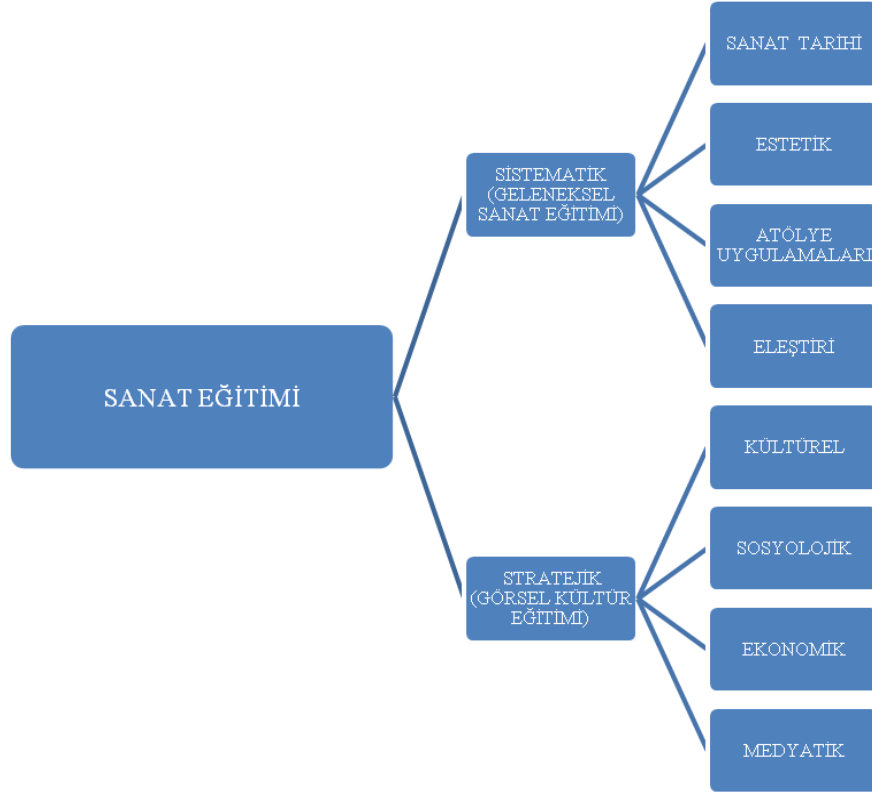 SANAT EĞİTİMİ
SİSTEMATİK
(GELENEKSEL
SANAT EĞİTİMİ)
SANAT TARİHİ
ESTETİK
ATÖLYE
UYGULAMALARI
ELEŞTİRİ
STRATEJİK
(GÖRSEL KÜLTÜR
EĞİTİMİ)
KÜLTÜREL
SOSYOLOJİK
EKONOMİK
MEDYATİK